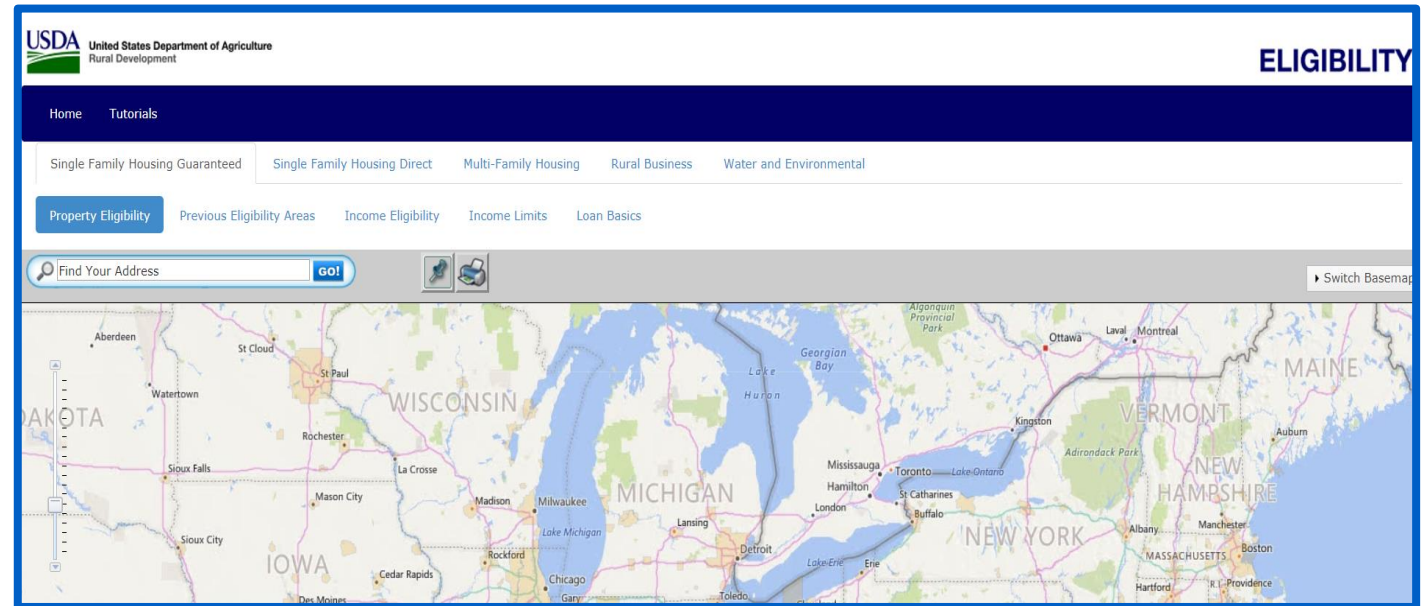 USDA United States Department of Agriculture
Rural Development
ELIGIBILITY
Home Tutorials
Single Family Housing Guaranteed Single Family Housing Direct Multi-Family Housing Rural Business Water and Environmental
Property Eligibility Previous Eligibility Areas Income Eligibility Income Limits Loan Basics
Find Your Address GO!
Switch Basemap
Algonquin
Provincial
Park
Aberdeen
St Cloud
Ottawa
Laval
Montreal
Georgian
Bay
MAINE
St Paul
Lake
Huron
Watertown
WISCONSIN
DAKOTA
VERMONT
Kingston
Auburn
Rochester
Adirondack Park
Sioux Falls
La Crosse
Mississauga
Toronto
Lake Ontario
NEW
HAMPSHIRE
Hamilton
St Catharines
Mason City
Madison
Milwaukee
MICHIGAN
London
Buffalo
Lansing
NEW YORK
Albany
Manchester
Lake Michigan
Sioux City
Rockford
Detroit
Lake Erie
Erie
MASSACHUSETTS
Boston
IOWA
Cedar Rapids
Chicago
Hartford
R.I.
Providence
Des Moines
Gary
Toledo